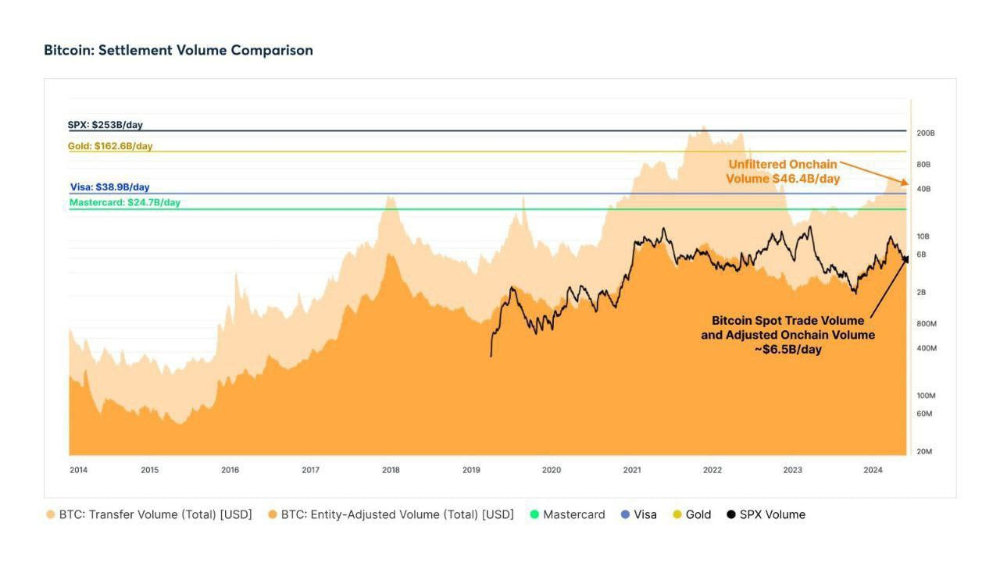 Bitcoin: Settlement Volume Comparison
SPX: $253B/day
200B
Gold: $162.6B/day
Unfiltered Onchain
Volume $46.4B/day
80B
Visa: $38.9B/day
40B
Mastercard: $24.7B/day
10B
6B
2B
Bitcoin Spot Trade Volume
and Adjusted Onchain Volume
~$6.5B/day
800M
400M
100M
60M
20M
2014 2015 2016 2017 2018 2019 2020 2021 2022 2023 2024
BTC: Transfer Volume (Total) [USD] BTC: Entity-Adjusted Volume (Total) [USD] Mastercard Visa Gold SPX Volume